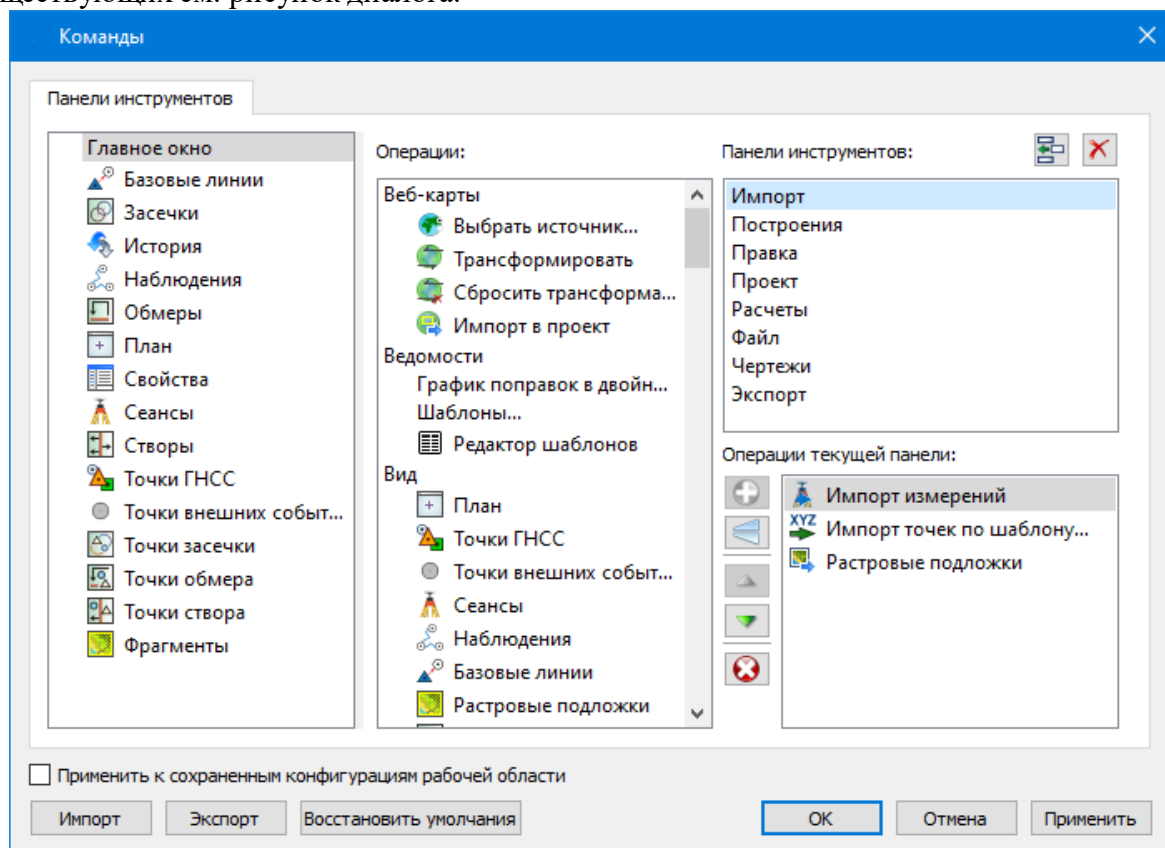 ществующих см. рисунок диалога.
Команды
Панели инструментов
Главное окно
Базовые линии
Засечки
История
Наблюдения
Обмеры
План
Свойства
Сеансы
Створы
Точки ГНСС
Точки внешних событ...
Точки засечки
Точки обмера
Точки створа
Фрагменты
Операции:
Веб-карты
Выбрать источник...
Трансформировать
Сбросить трансформа...
Импорт в проект
Ведомости
График поправок в двойн...
Шаблоны...
Редактор шаблонов
Вид
План
Точки ГНСС
Точки внешних событ...
Сеансы
Наблюдения
Базовые линии
Растровые подложки
Панели инструментов:
Импорт
Построения
Правка
Проект
Расчеты
Файл
Чертежи
Экспорт
Операции текущей панели:
Импорт измерений
XYZ Импорт точек по шаблону...
Растровые подложки
Применить к сохраненным конфигурациям рабочей области
Импорт Экспорт Восстановить умолчания OK Отмена Применить